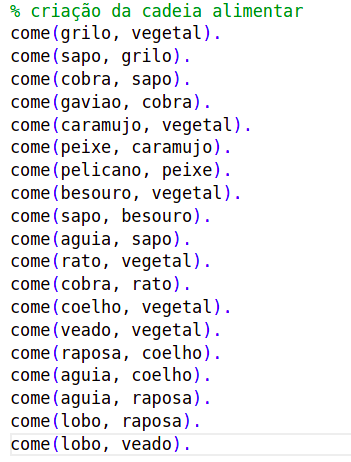 % criação da cadeia alimentar
come(grilo, vegetal).
come(sapo, grilo).
come(cobra, sapo).
come(gaviao, cobra).
come(caramujo, vegetal).
come(peixe, caramujo).
come(pelicano, peixe).
come(besouro, vegetal).
come(sapo, besouro).
come(aguia, sapo).
come(rato, vegetal).
come(cobra, rato).
come(coelho, vegetal).
come(veado, vegetal).
come(raposa, coelho).
come(aguia, coelho).
come(aguia, raposa).
come(lobo, raposa).
come(lobo, veado).